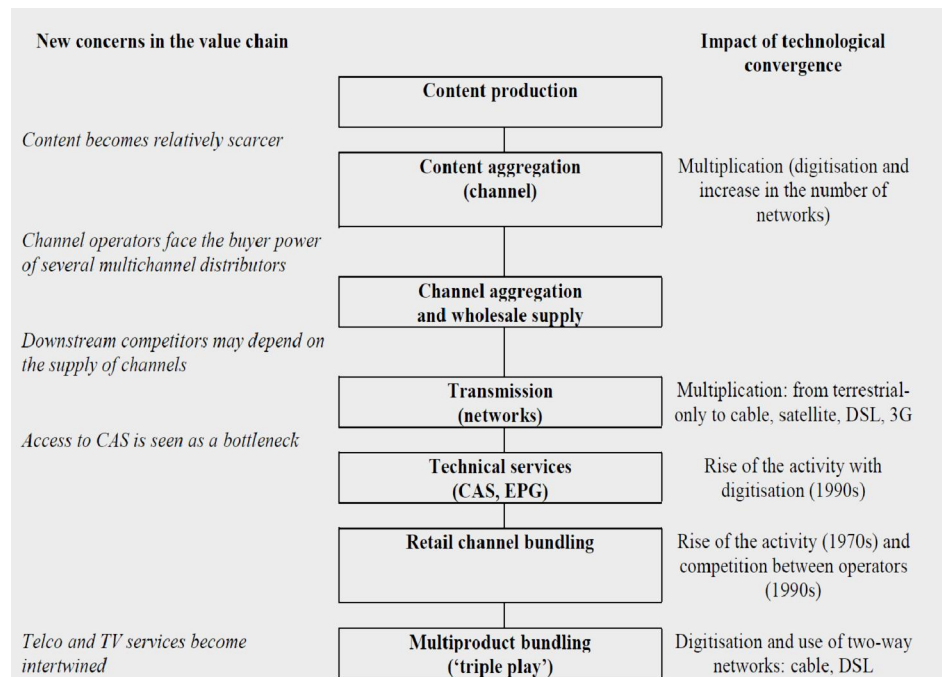 New concerns in the value chain
Impact of technological
convergence
Content production
Content becomes relatively scarcer
Content aggregation
(channel)
Multiplication (digitisation and
increase in the number of
networks)
Channel operators face the buyer power
of several multichannel distributors
Channel aggregation
and wholesale supply
Downstream competitors may depend on
the supply of channels
Transmission
(networks)
Multiplication: from terrestrial-
only to cable, satellite, DSL, 3G
Access to CAS is seen as a bottleneck
Technical services
(CAS, EPG)
Rise of the activity with
digitisation (1990s)
Retail channel bundling
Rise of the activity (1970s) and
competition between operators
(1990s)
Telco and TV services become
intertwined
Multiproduct bundling
(‘triple play’)
Digitisation and use of two-way
networks: cable, DSL